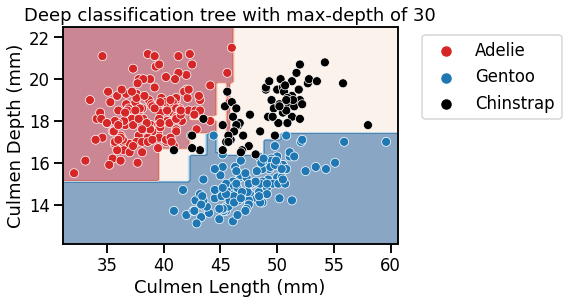 Deep classification tree with max-depth of 30
Culmen Depth (mm)
22
20
18
16
14
35
40
45
50
55
60
Culmen Length (mm)
Adelie
Gentoo
Chinstrap